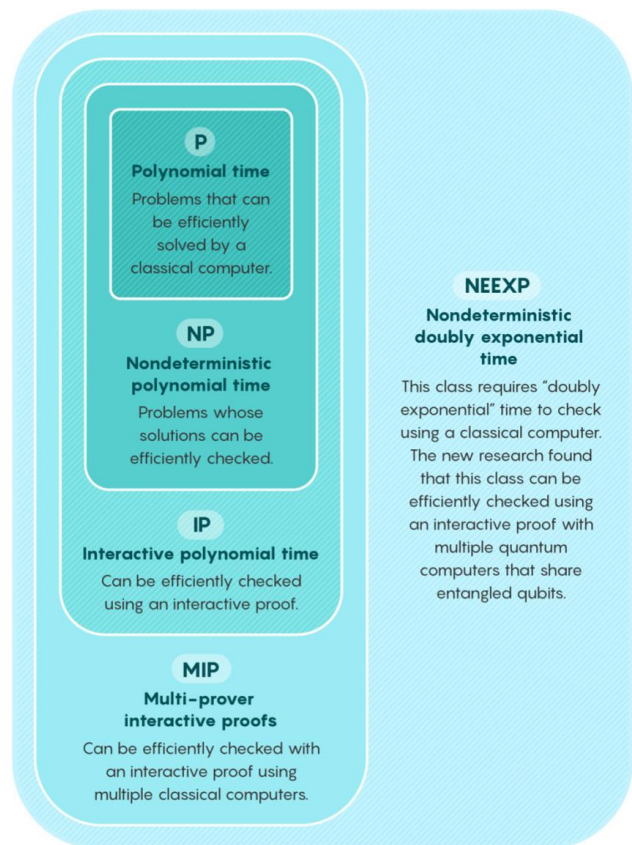 P
Polynomial time
Problems that can
be efficiently
solved by a
classical computer.
NP
Nondeterministic
polynomial time
Problems whose
solutions can be
efficiently checked.
IP
Interactive polynomial time
Can be efficiently checked
using an interactive proof.
MIP
Multi-prover
interactive proofs
Can be efficiently checked with
an interactive proof using
multiple classical computers.
NEEXP
Nondeterministic
doubly exponential
time
This class requires “doubly
exponential” time to check
using a classical computer.
The new research found
that this class can be
efficiently checked using
an interactive proof with
multiple quantum
computers that share
entangled qubits.